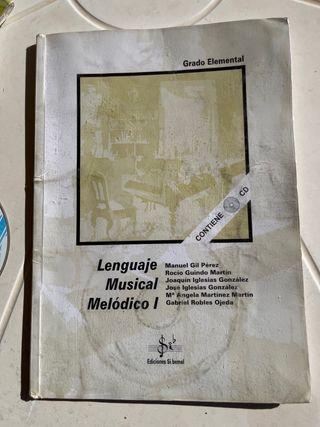 Grado Elemental
CONTIENE CD
Lenguaje
Musical
Melódico I
Manuel Gil Pérez
Rocío Guindo Martín
Joaquín Iglesias González
José Iglesias González
Mª Ángela Martínez Martín
Gabriel Robles Ojeda
Ediciones Si bemol